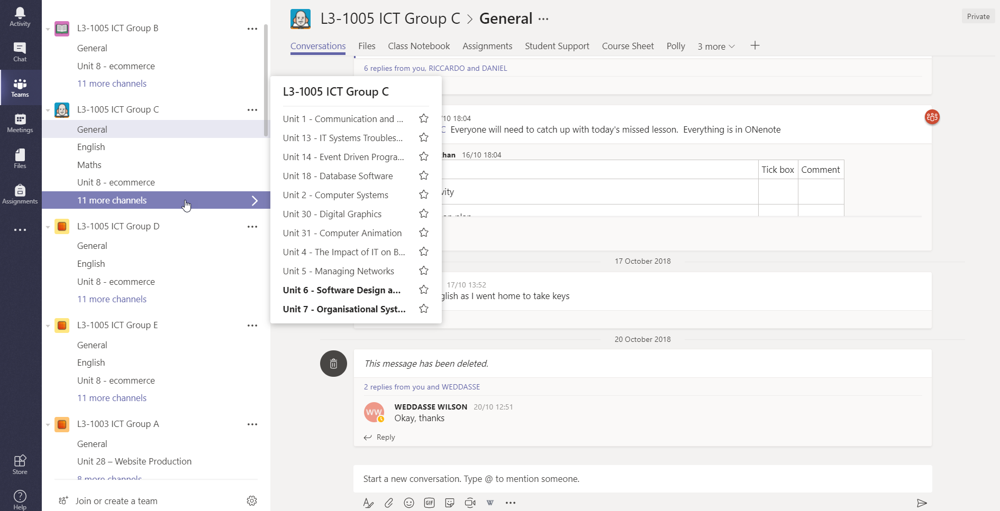 Activity
Chat
Teams
Meetings
Files
Assignments
Store
Help
L3-1005 ICT Group B
General
Unit 8 - ecommerce
11 more channels
L3-1005 ICT Group C
General
English
Maths
Unit 8 - ecommerce
11 more channels
L3-1005 ICT Group D
General
English
Unit 8 - ecommerce
11 more channels
L3-1005 ICT Group E
General
English
Unit 8 - ecommerce
11 more channels
L3-1003 ICT Group A
General
Unit 28 – Website Production
8 more channels
Join or create a team
L3-1005 ICT Group C
Unit 1 - Communication and ...
Unit 13 - IT Systems Troubles...
Unit 14 - Event Driven Progra...
Unit 18 - Database Software
Unit 2 - Computer Systems
Unit 30 - Digital Graphics
Unit 31 - Computer Animation
Unit 4 - The Impact of IT on B...
Unit 5 - Managing Networks
Unit 6 - Software Design a...
Unit 7 - Organisational Syst...
L3-1005 ICT Group C > General ...
Private
Conversations Files Class Notebook Assignments Student Support Course Sheet Polly 3 more +
6 replies from you, RICCARDO and DANIEL
/10 18:04
C Everyone will need to catch up with today's missed lesson. Everything is in ONenote
han 16/10 18:04
Tick box Comment
vity
plan
17 October 2018
17/10 13:52
glish as I went home to take keys
20 October 2018
This message has been deleted.
2 replies from you and WEDDASSE
WW
WEDDASSE WILSON 20/10 12:51
Okay, thanks
Reply
Start a new conversation. Type @ to mention someone.
GIF
W